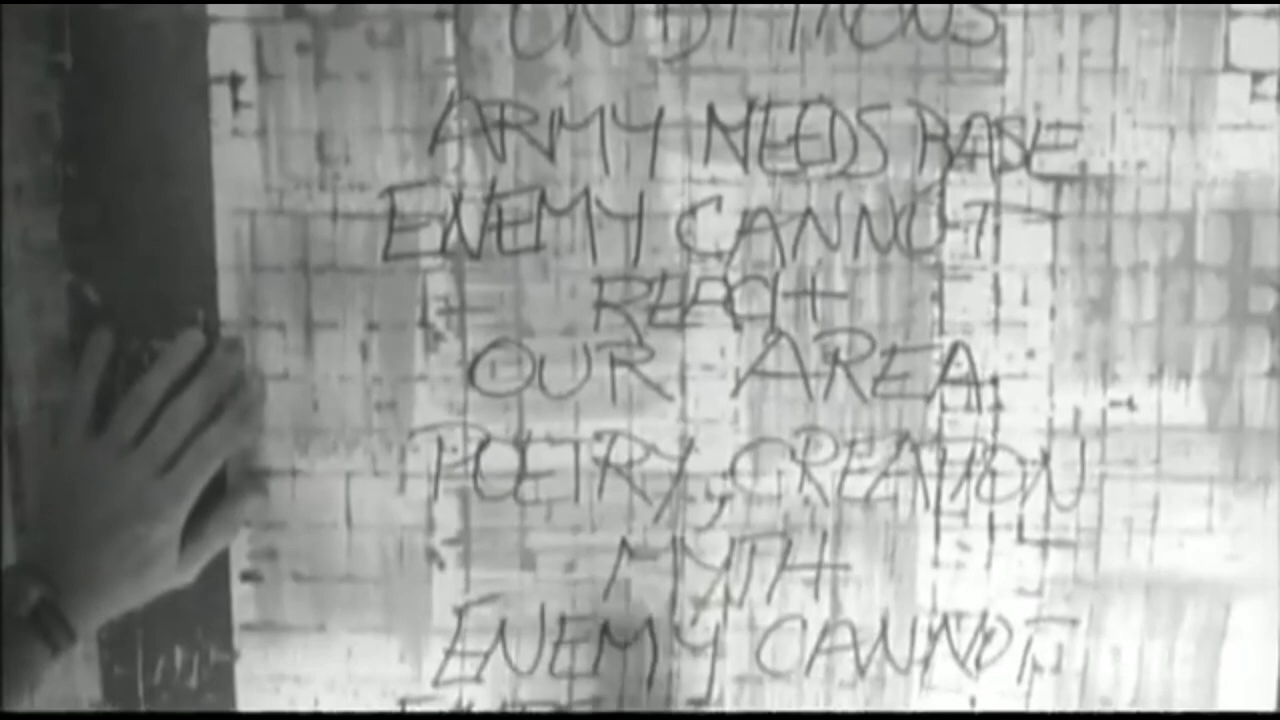 CONDITIONS
ARMY NEEDS BASE
ENEMY CANNOT
REACH
OUR AREA.
POETRY, CREATION
MYTH
ENEMY CANNOT